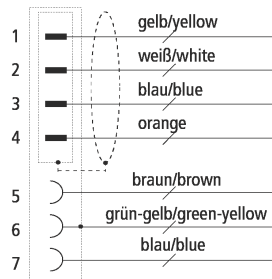 1 gelb/yellow
2 weiß/white
3 blau/blue
4 orange
5 braun/brown
6 grün-gelb/green-yellow
7 blau/blue